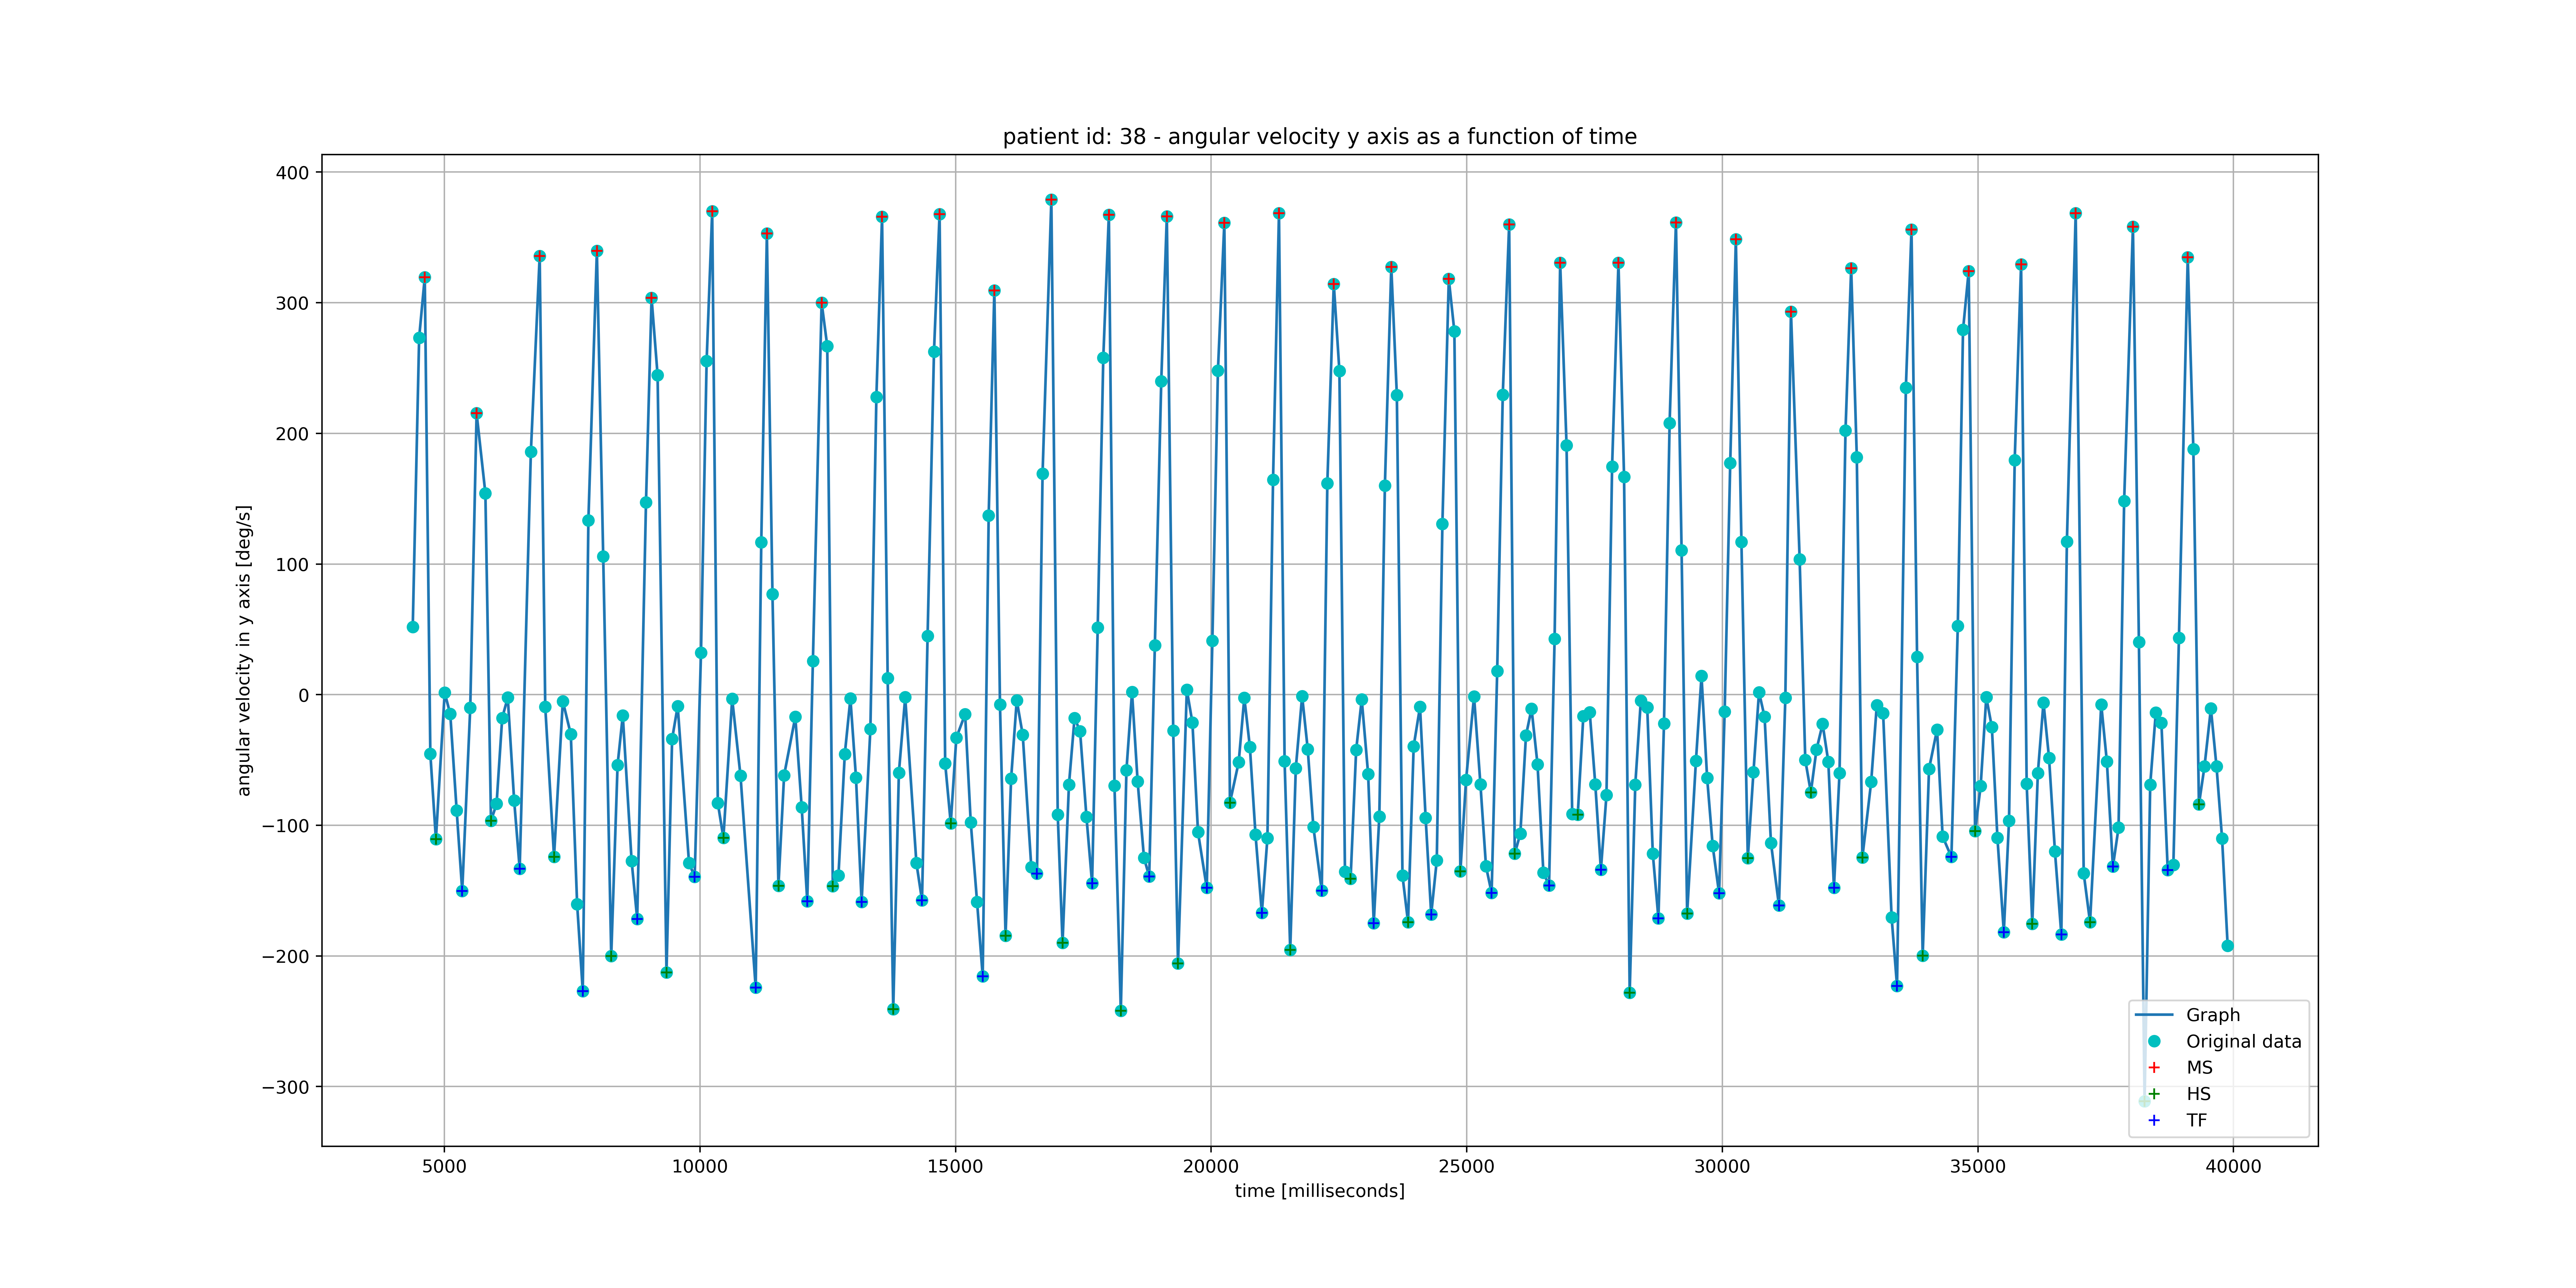 patient id: 38 - angular velocity y axis as a function of time
angular velocity in y axis [deg/s]
400
300
200
100
0
−100
−200
−300
5000 10000 15000 20000 25000 30000 35000 40000
time [milliseconds]
Graph
Original data
MS
HS
TF